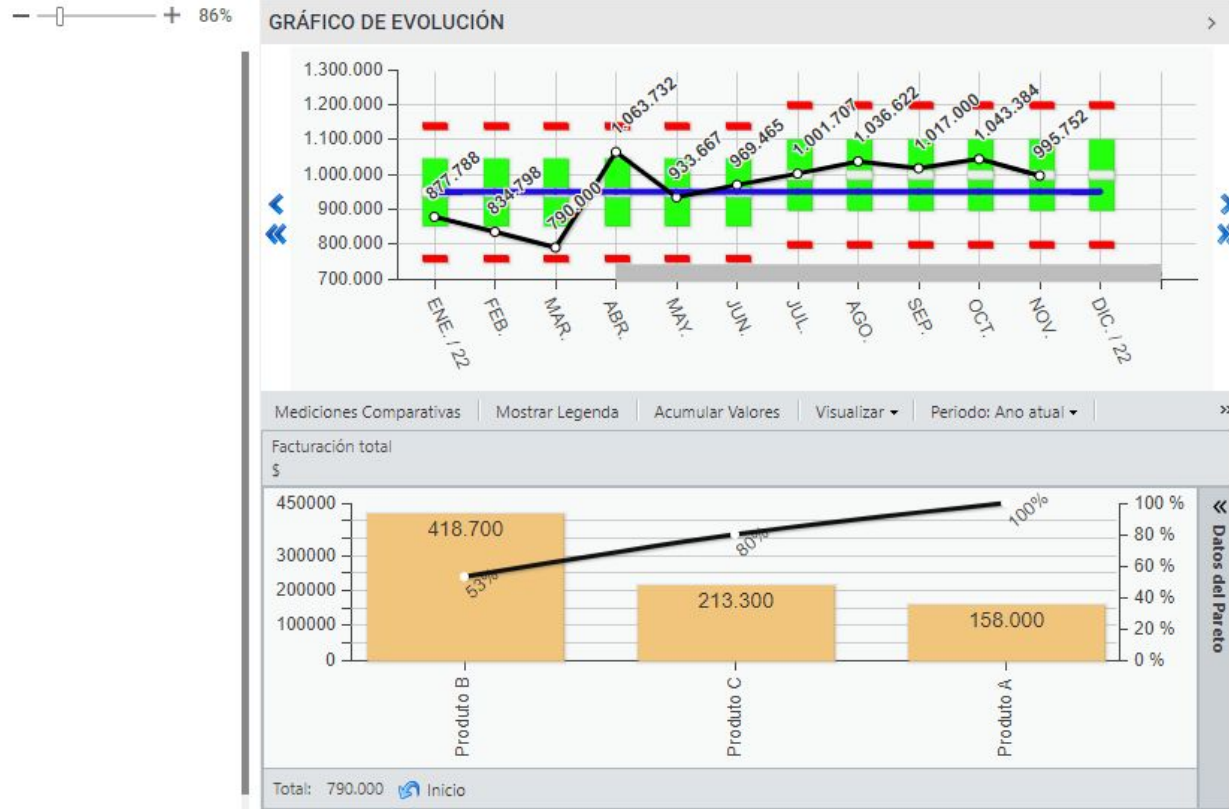 86%
GRÁFICO DE EVOLUCIÓN
1.300.000
1.200.000
1.100.000
1.000.000
900.000
800.000
700.000
877.788
834.798
790.000
1.063.732
933.667
969.465
1.001.707
1.036.622
1.017.000
1.043.384
995.752
ENE. / 22
FEB.
MAR.
ABR.
MAY.
JUN.
JUL.
AGO.
SEP.
OCT.
NOV.
DIC. / 22
Mediciones Comparativas Mostrar Legenda Acumular Valores Visualizar Periodo: Ano atual
Facturación total
$
450000
300000
200000
100000
0
418.700
213.300
158.000
53%
80%
100%
100 %
80 %
60 %
40 %
20 %
0 %
Produto B
Produto C
Produto A
Datos del Pareto
Total: 790.000 Inicio